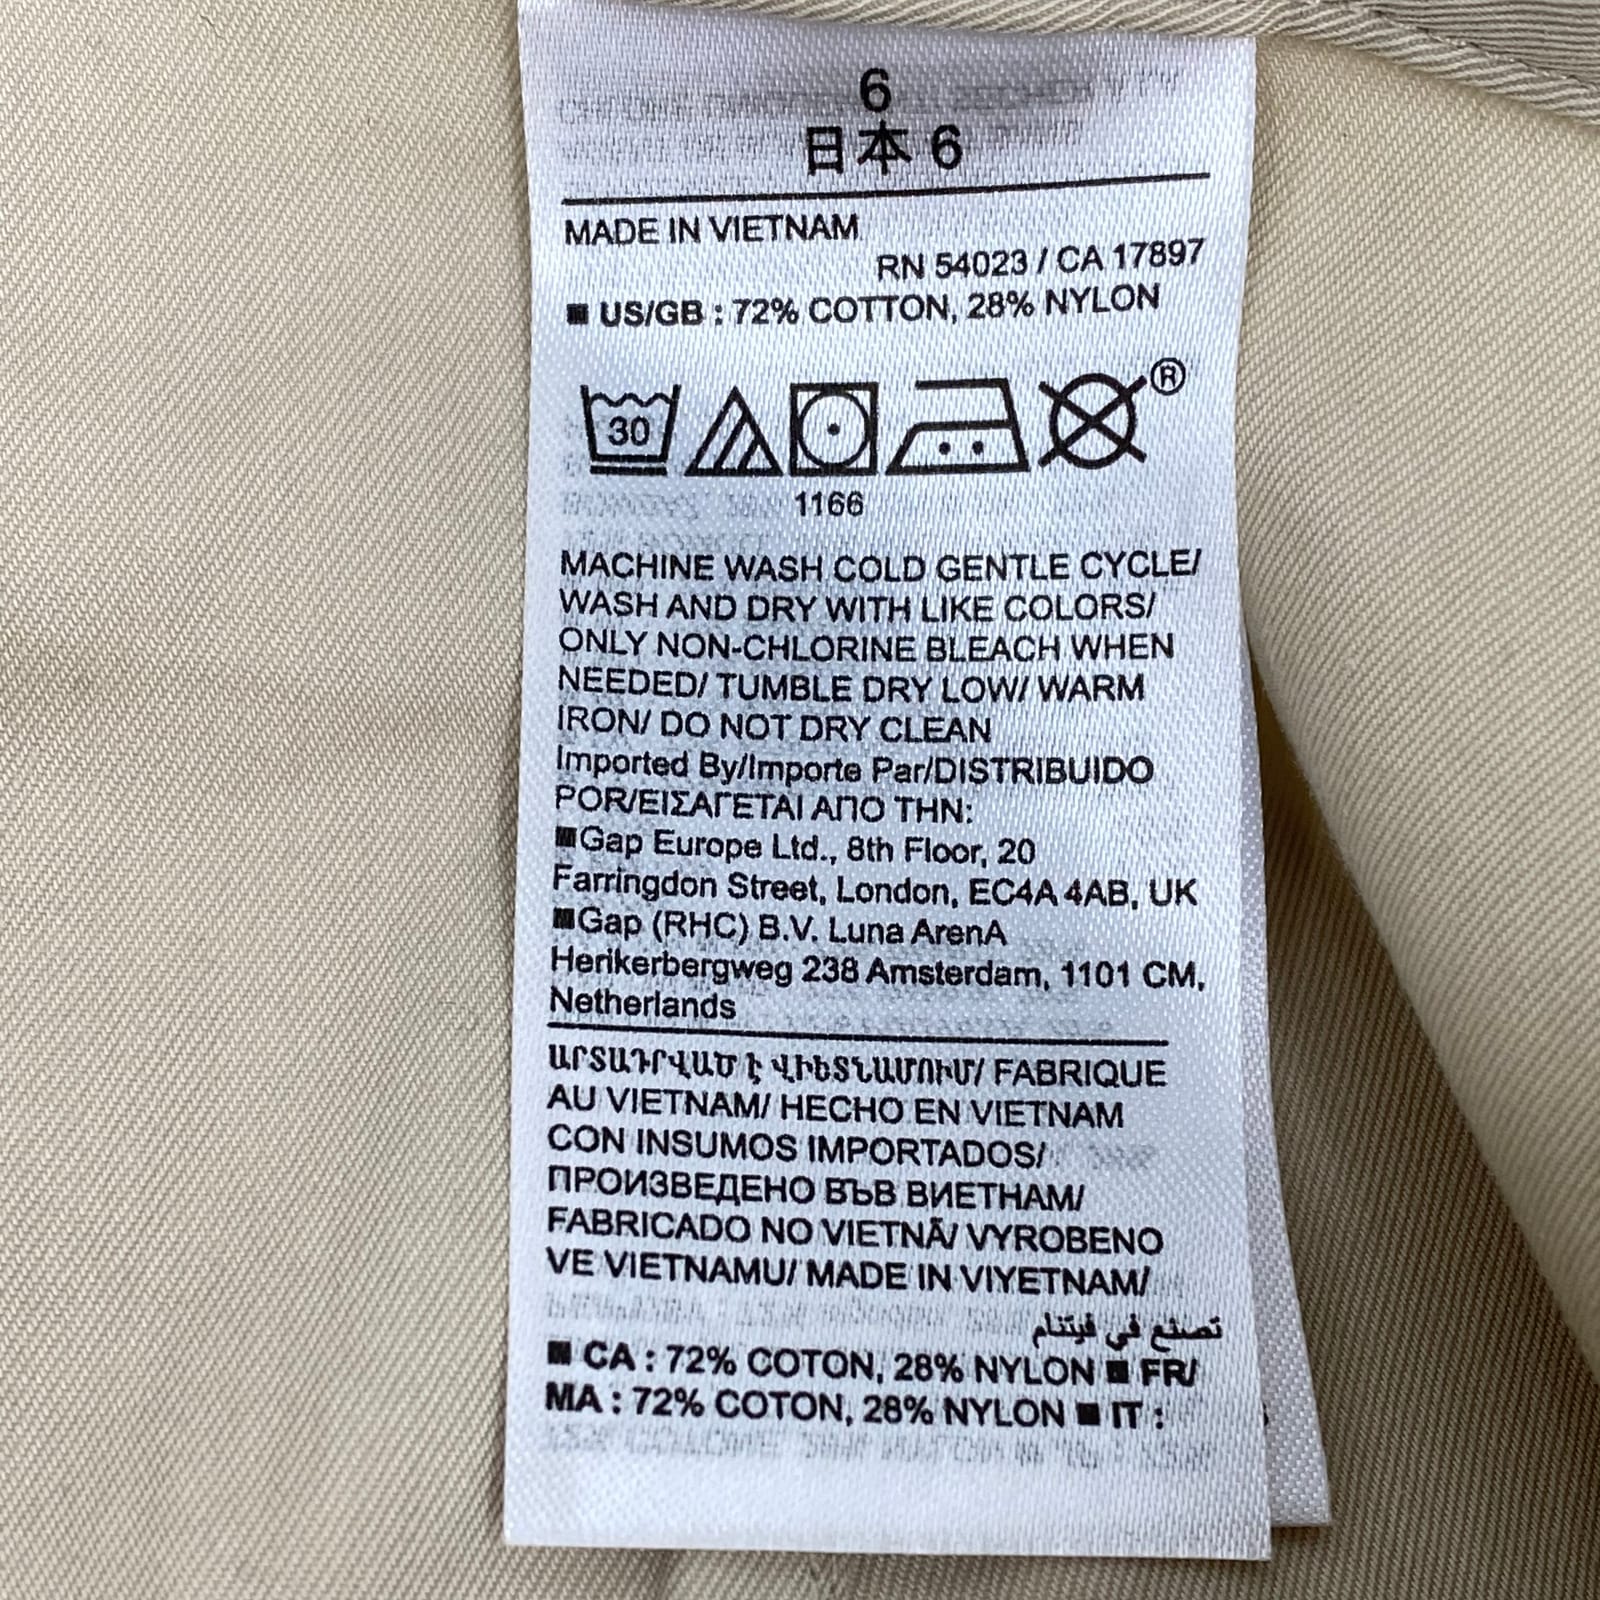 6
日本 6
MADE IN VIETNAM
RN 54023 / CA 17897
■ US/GB : 72% COTTON, 28% NYLON
30
®
1166
MACHINE WASH COLD GENTLE CYCLE/
WASH AND DRY WITH LIKE COLORS/
ONLY NON-CHLORINE BLEACH WHEN
NEEDED/ TUMBLE DRY LOW/ WARM
IRON/ DO NOT DRY CLEAN
Imported By/Importe Par/DISTRIBUIDO
POR/ΕΙΣΑΓΕΤΑΙ ΑΠΟ ΤΗΝ:
■Gap Europe Ltd., 8th Floor, 20
Farringdon Street, London, EC4A 4AB, UK
■Gap (RHC) B.V. Luna ArenA
Herikerbergweg 238 Amsterdam, 1101 CM,
Netherlands
ԱՐՏԱԴՐՎԱԾ Է ՎԻԵՏՆԱՄՈՒՄ/ FABRIQUE
AU VIETNAM/ HECHO EN VIETNAM
CON INSUMOS IMPORTADOS/
ПРОИЗВЕДЕНО ВЪВ ВИЕТНАМ/
FABRICADO NO VIETNÃ/ VYROBENO
VE VIETNAMU/ MADE IN VIYETNAM/
تصنع في فيتنام
■ CA : 72% COTON, 28% NYLON ■ FR/
MA : 72% COTON, 28% NYLON ■ IT :